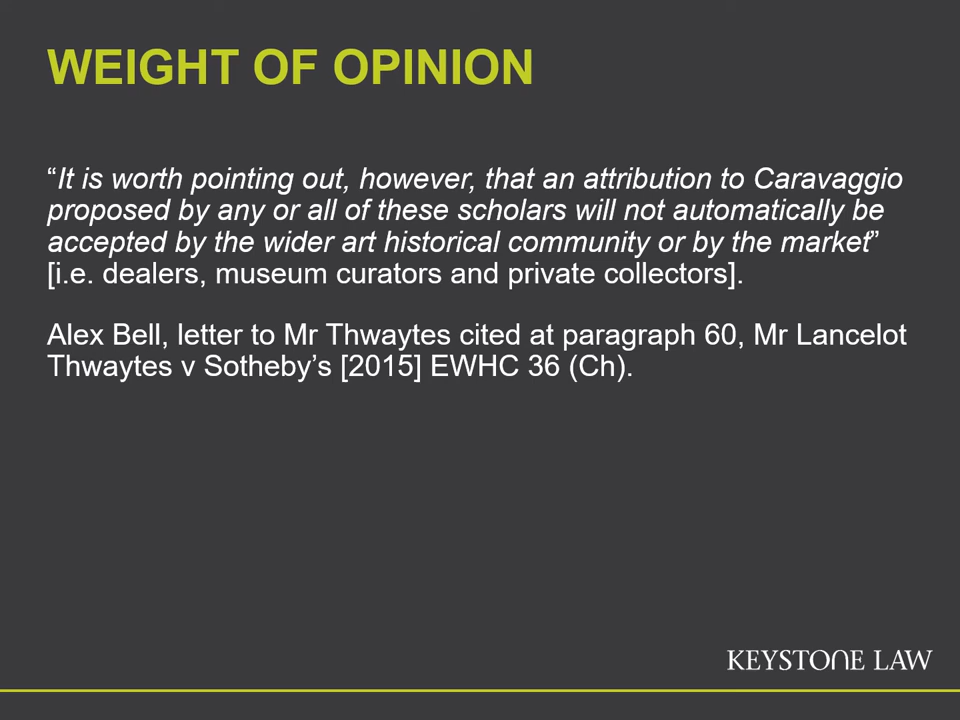 WEIGHT OF OPINION
“It is worth pointing out, however, that an attribution to Caravaggio
proposed by any or all of these scholars will not automatically be
accepted by the wider art historical community or by the market”
[i.e. dealers, museum curators and private collectors].
Alex Bell, letter to Mr Thwaytes cited at paragraph 60, Mr Lancelot
Thwaytes v Sotheby’s [2015] EWHC 36 (Ch).
KEYSTONE LAW